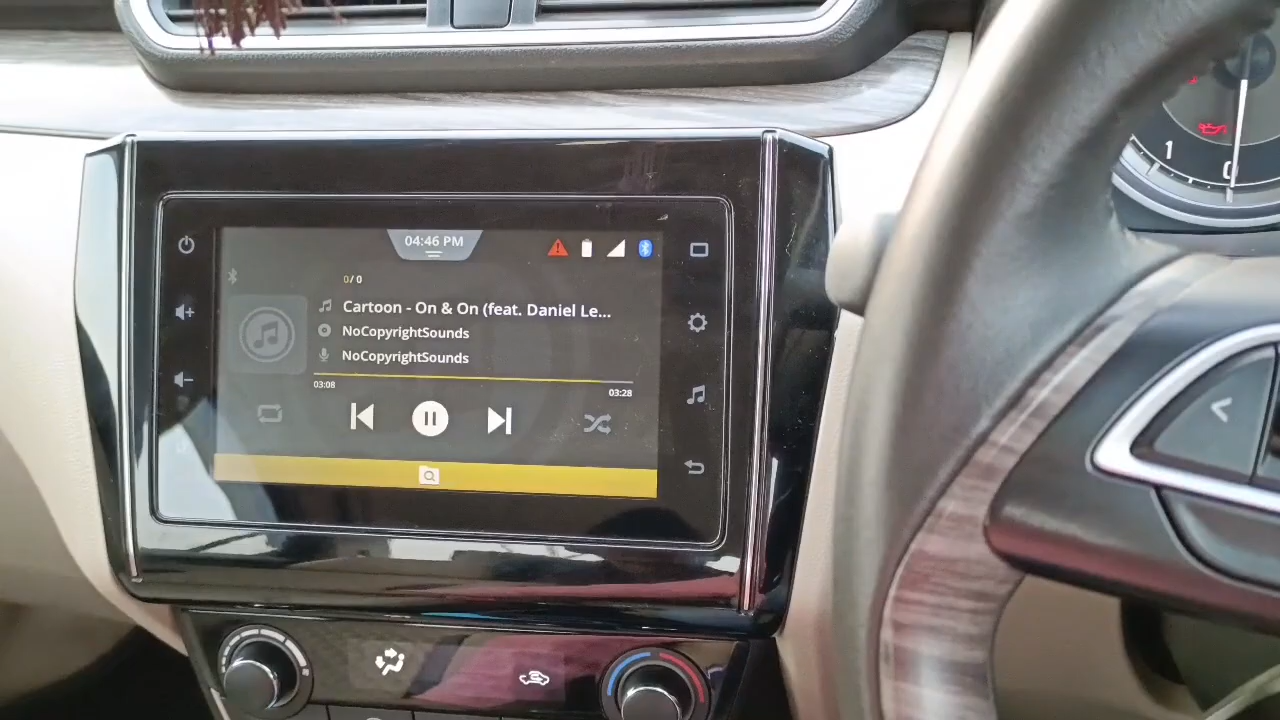 04:46 PM
0/ 0
Cartoon - On & On (feat. Daniel Le...
NoCopyrightSounds
NoCopyrightSounds
03:08
03:28
1
0